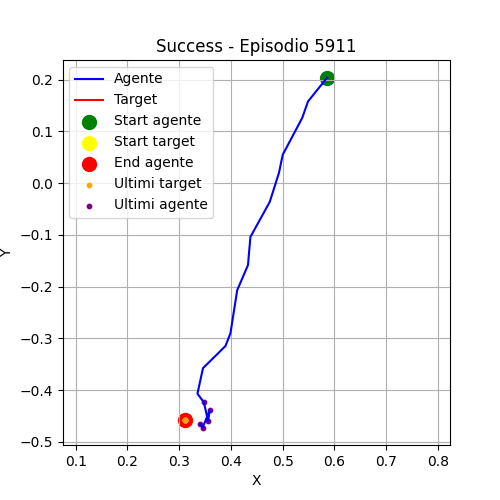 Success - Episodio 5911
Agente
Target
Start agente
Start target
End agente
Ultimi target
Ultimi agente
0.2
0.1
0.0
−0.1
−0.2
−0.3
−0.4
−0.5
Y
0.1 0.2 0.3 0.4 0.5 0.6 0.7 0.8
X